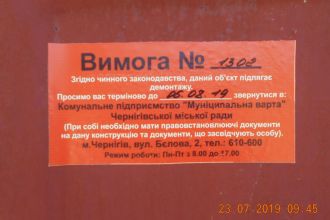 Вимога № 1303
Згідно чинного законодавства, даний об'єкт підлягає
демонтажу.
Просимо вас терміново до 06.08.19 звернутися в:
Комунальне підприємство "Муніципальна варта"
Чернігівської міської ради
(При собі необхідно мати правовстановлюючі документи
на дану конструкцію та документи, що засвідчують особу).
м.Чернігів, вул. Бєлова, 2, тел.: 610-600
Режим роботи: Пн-Пт з 8.00 до 17.00
23-07-2019 09:45